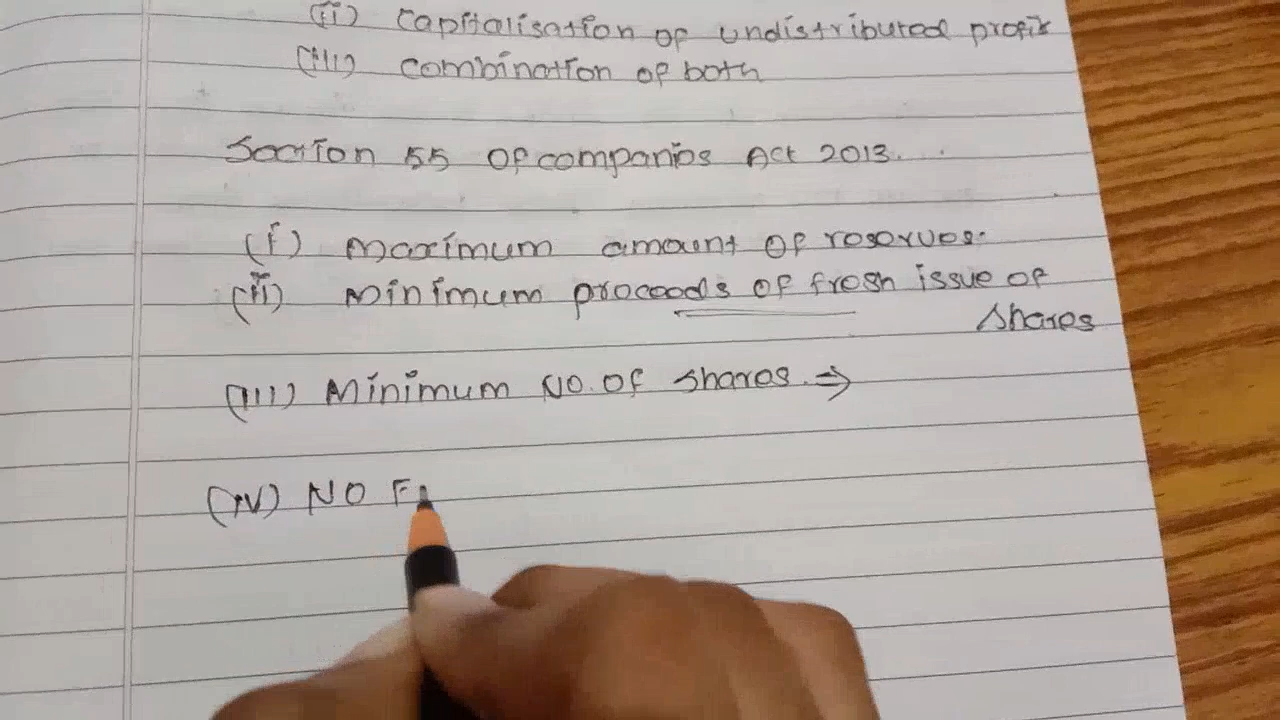 (ii) Capitalisation of undistributed profit
(iii) combination of both
Section 55 of companies Act 2013....
(i) Maximum amount of reserves.
(ii) Minimum proceeds of fresh issue of
shares
(iii) Minimum No. of shares. ⇒
(iv) NO F